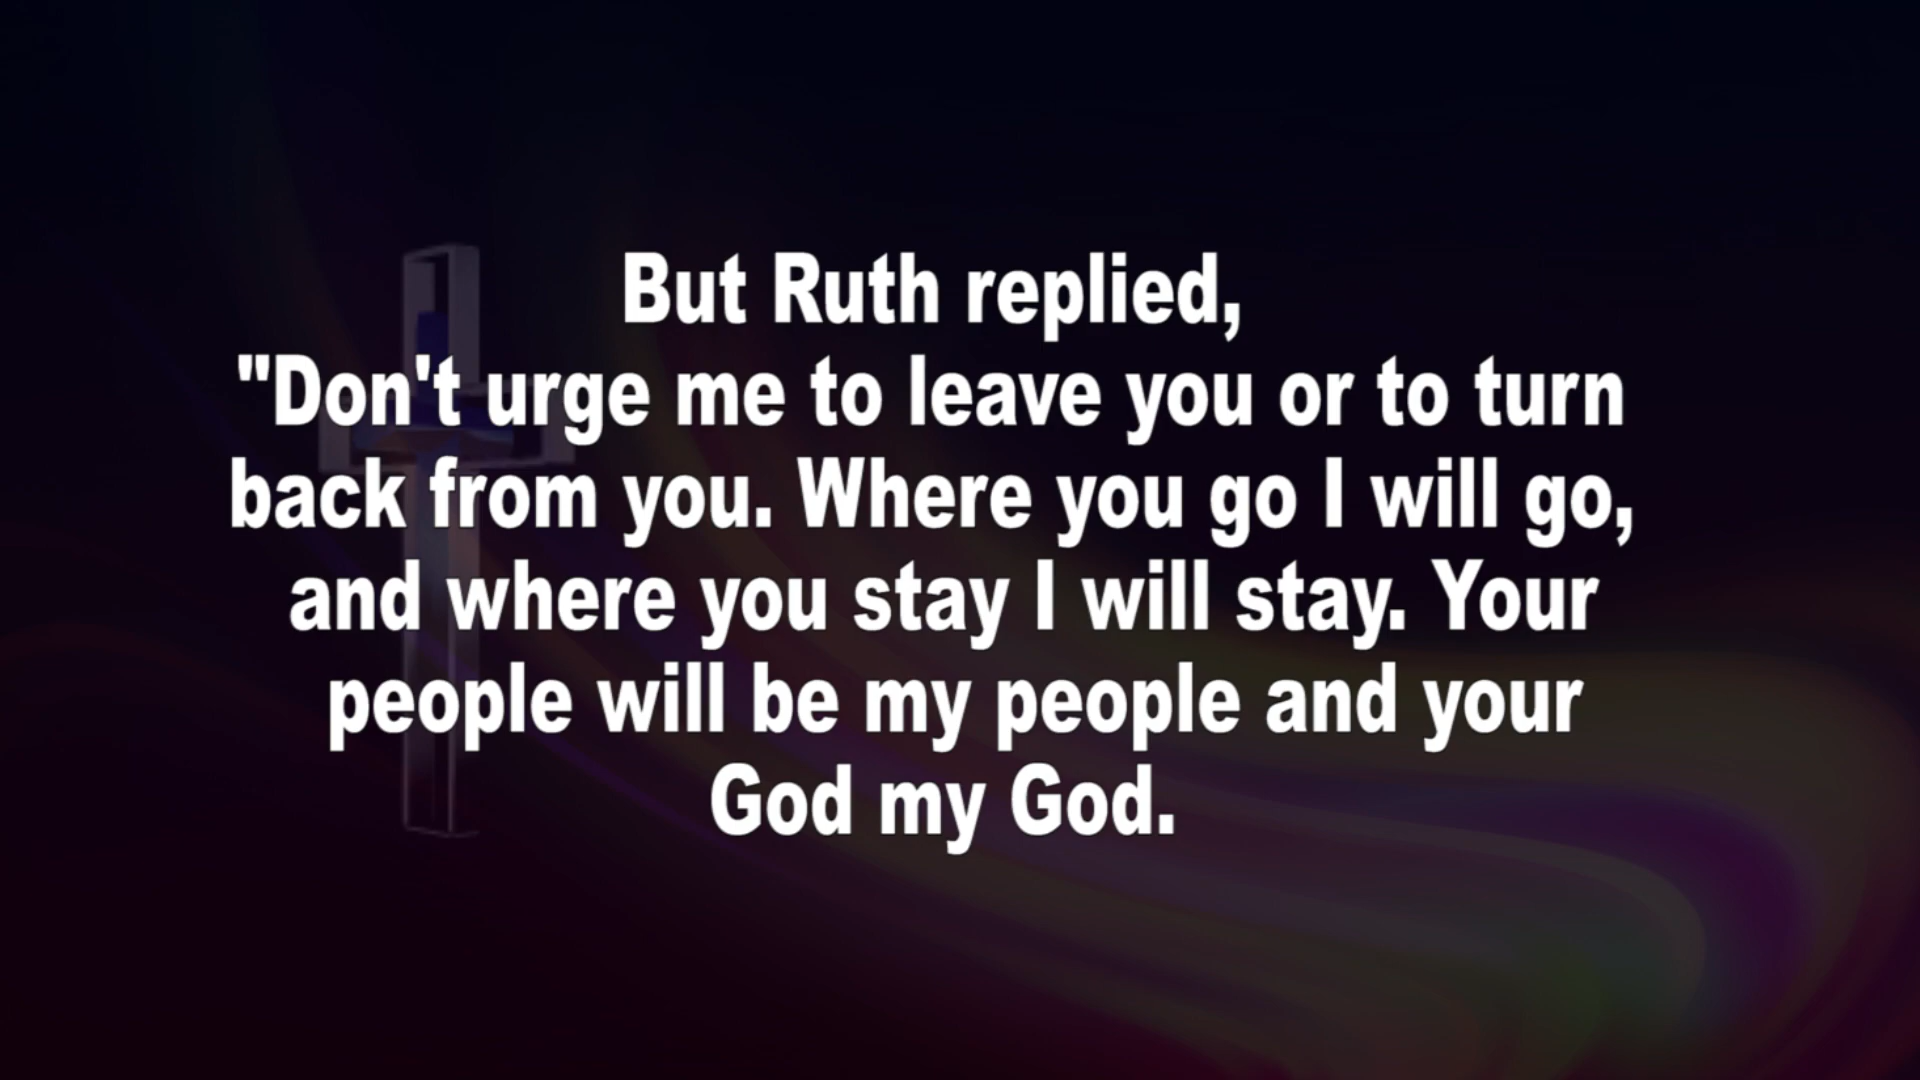 But Ruth replied,
"Don't urge me to leave you or to turn
back from you. Where you go I will go,
and where you stay I will stay. Your
people will be my people and your
God my God.